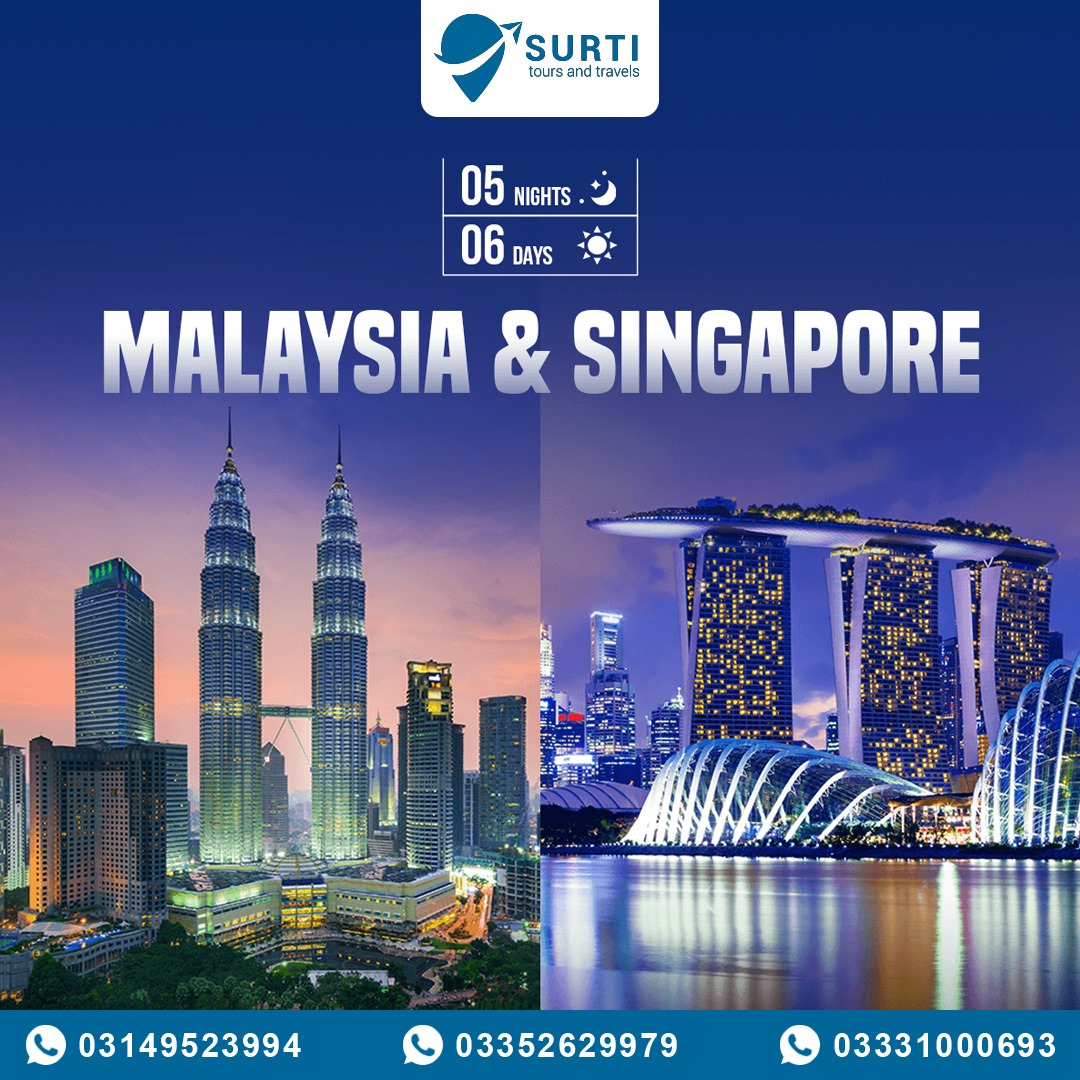 SURTI
tours and travels
05 NIGHTS
06 DAYS
MALAYSIA & SINGAPORE
03149523994 03352629979 03331000693